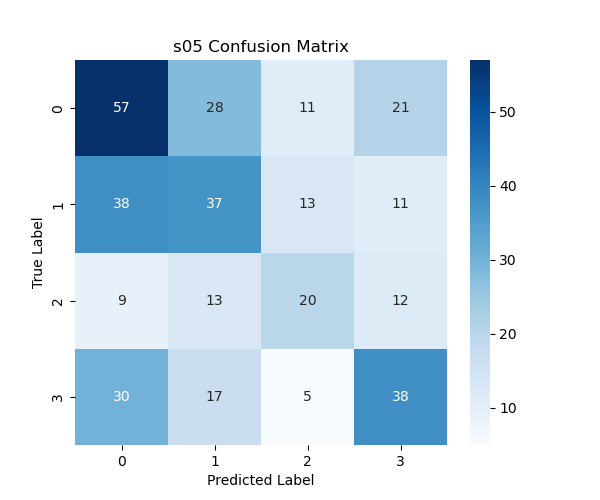 s05 Confusion Matrix
True Label
0
57 28 11 21
1
38 37 13 11
2
9 13 20 12
3
30 17 5 38
0 1 2 3
Predicted Label
50
40
30
20
10